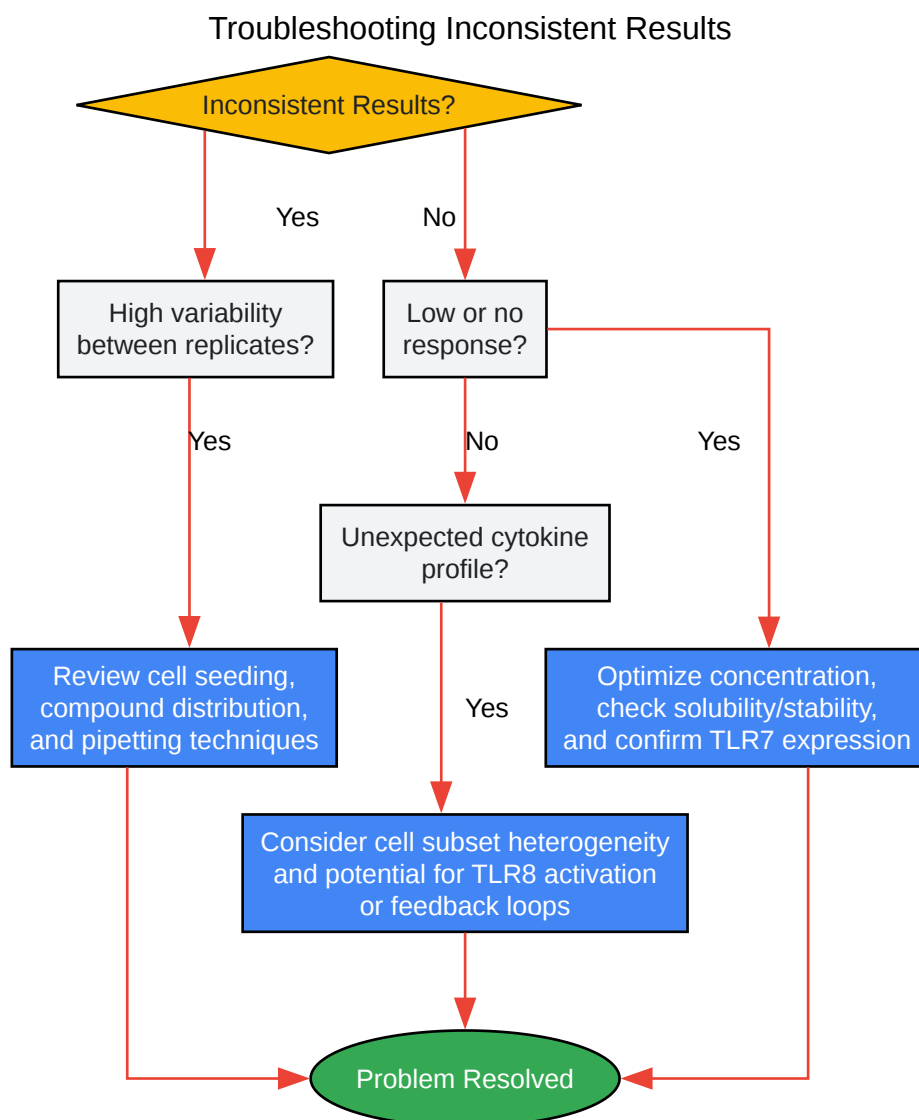 Troubleshooting Inconsistent Results
Inconsistent Results?
Yes
No
High variability
between replicates?
Low or no
response?
Yes
No
Yes
Unexpected cytokine
profile?
Review cell seeding,
compound distribution,
and pipetting techniques
Yes
Optimize concentration,
check solubility/stability,
and confirm TLR7 expression
Consider cell subset heterogeneity
and potential for TLR8 activation
or feedback loops
Problem Resolved